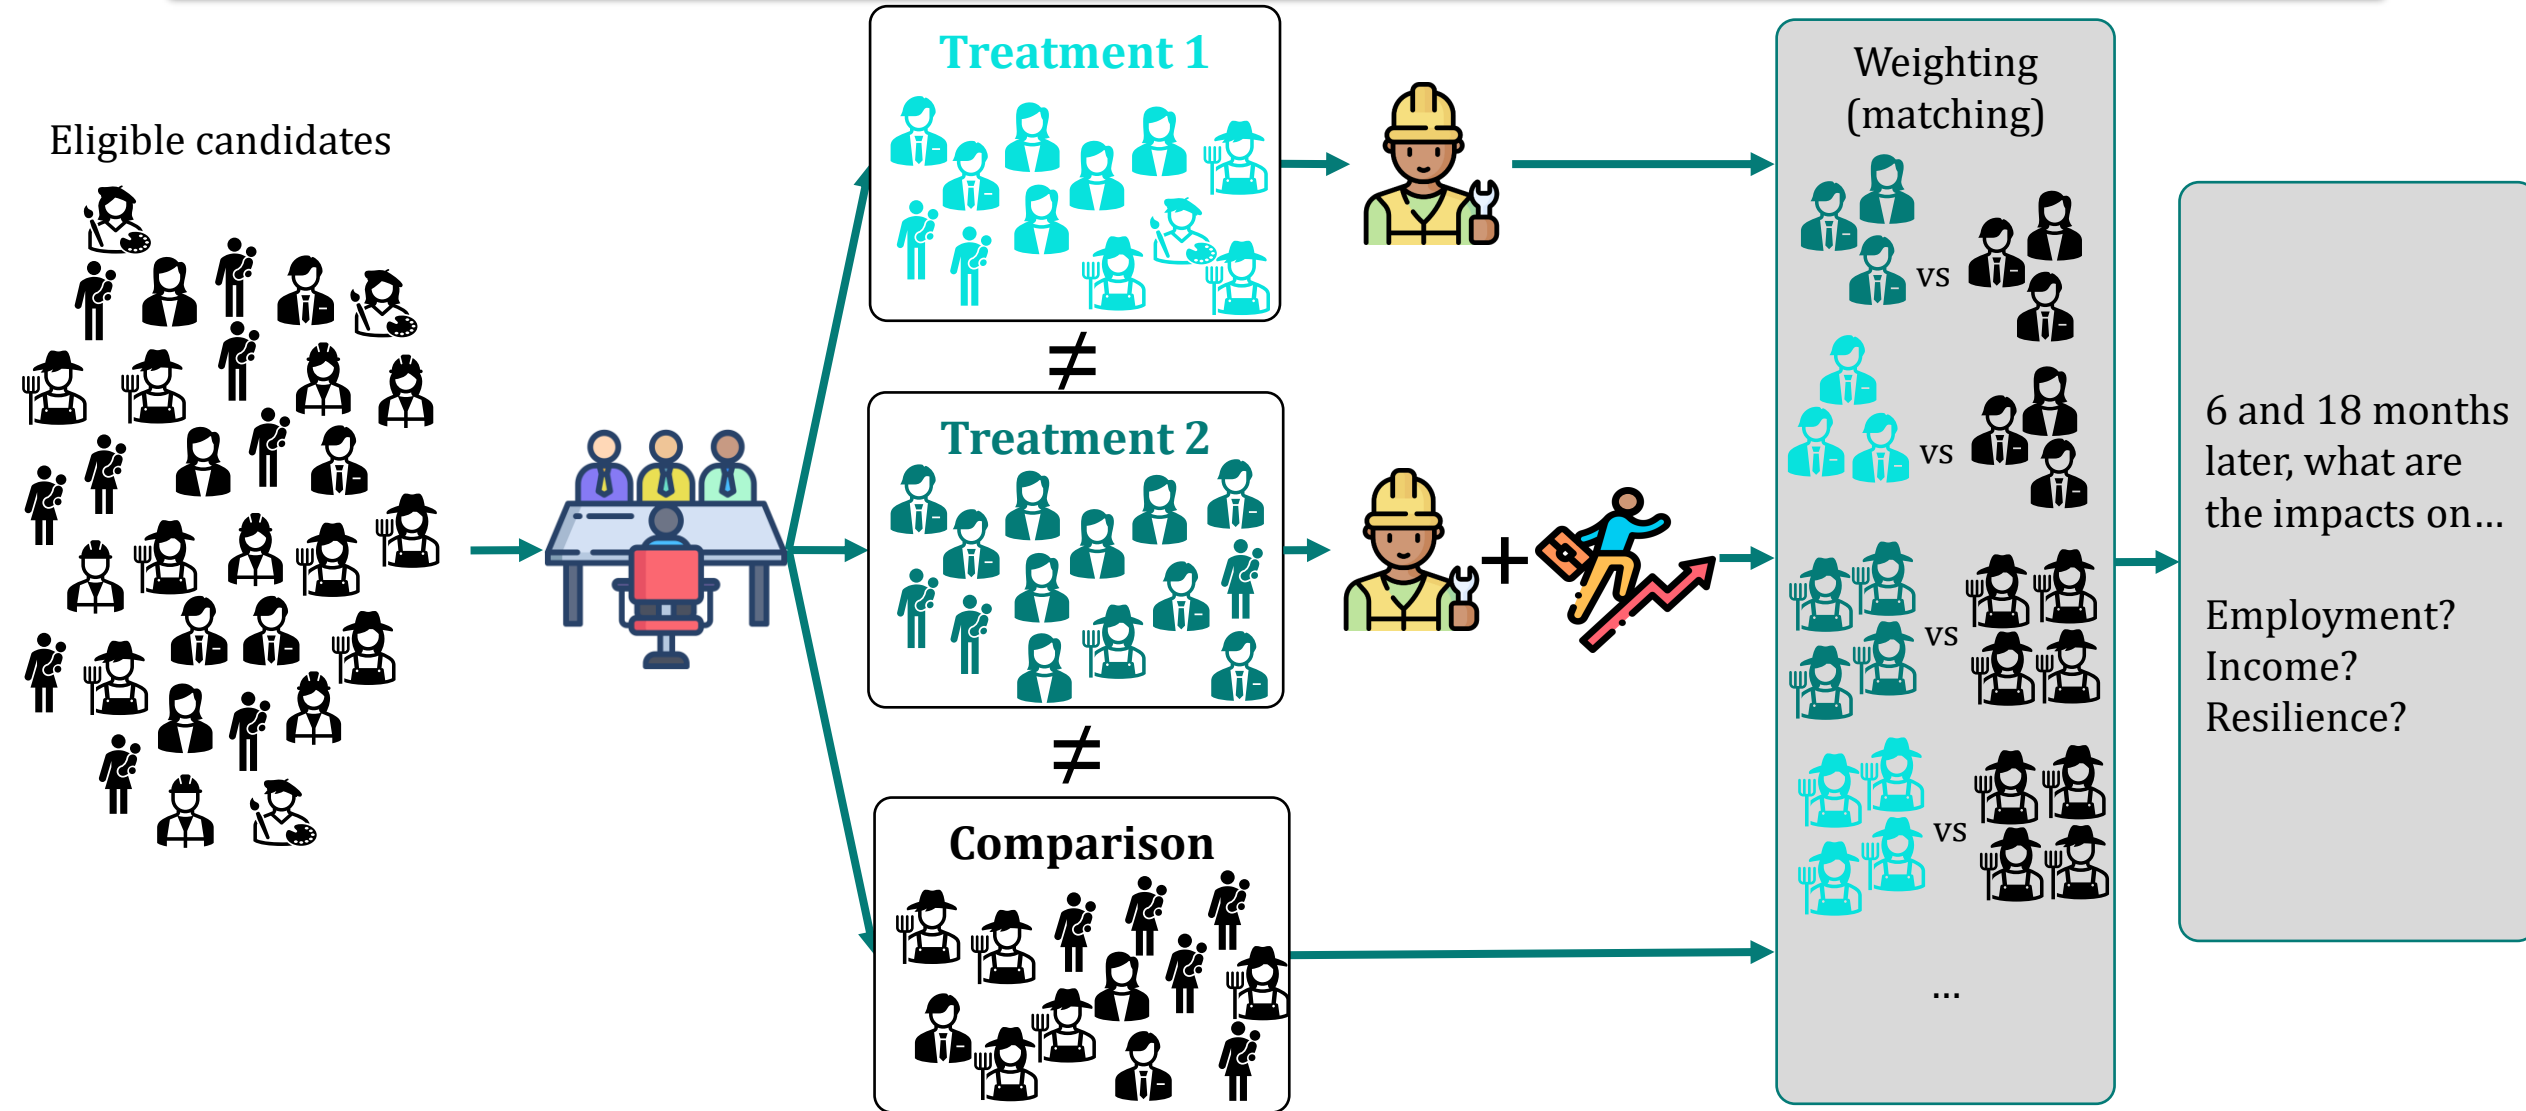 Eligible candidates
Treatment 1
≠
Treatment 2
+
≠
Comparison
Weighting
(matching)
vs
vs
vs
vs
...
6 and 18 months
later, what are
the impacts on...
Employment?
Income?
Resilience?